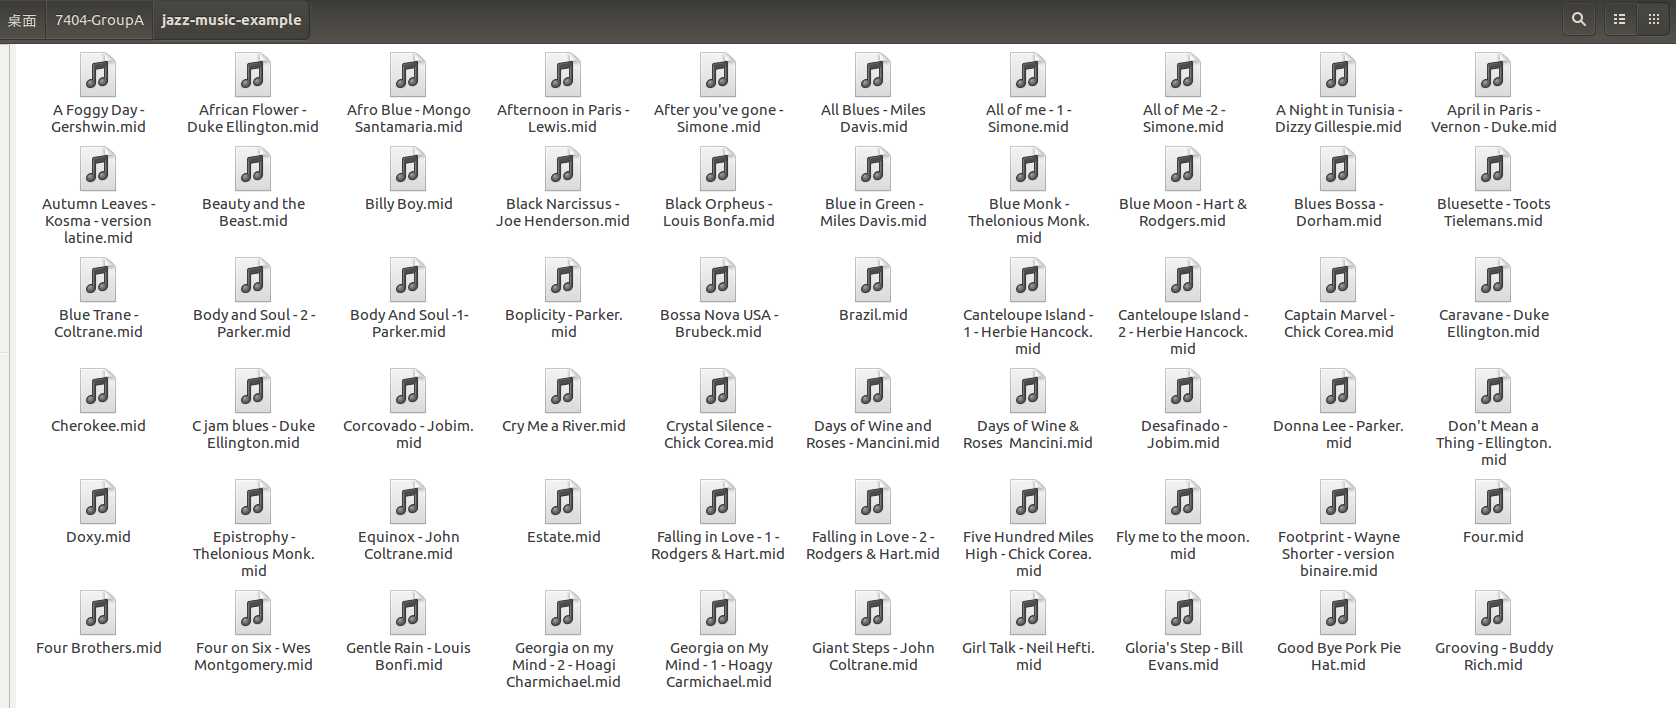 桌面 7404-GroupA jazz-music-example
A Foggy Day -
Gershwin.mid
African Flower -
Duke Ellington.mid
Afro Blue - Mongo
Santamaria.mid
Afternoon in Paris -
Lewis.mid
After you've gone -
Simone .mid
All Blues - Miles
Davis.mid
All of me - 1 -
Simone.mid
All of Me -2 -
Simone.mid
A Night in Tunisia -
Dizzy Gillespie.mid
April in Paris -
Vernon - Duke.mid
Autumn Leaves -
Kosma - version
latine.mid
Beauty and the
Beast.mid
Billy Boy.mid
Black Narcissus -
Joe Henderson.mid
Black Orpheus -
Louis Bonfa.mid
Blue in Green -
Miles Davis.mid
Blue Monk -
Thelonious Monk.
mid
Blue Moon - Hart &
Rodgers.mid
Blues Bossa -
Dorham.mid
Bluesette - Toots
Tielemans.mid
Blue Trane -
Coltrane.mid
Body and Soul - 2 -
Parker.mid
Body And Soul -1-
Parker.mid
Boplicity - Parker.
mid
Bossa Nova USA -
Brubeck.mid
Brazil.mid
Canteloupe Island -
1 - Herbie Hancock.
mid
Canteloupe Island -
2 - Herbie Hancock.
mid
Captain Marvel -
Chick Corea.mid
Caravane - Duke
Ellington.mid
Cherokee.mid
C jam blues - Duke
Ellington.mid
Corcovado - Jobim.
mid
Cry Me a River.mid
Crystal Silence -
Chick Corea.mid
Days of Wine and
Roses - Mancini.mid
Days of Wine &
Roses  Mancini.mid
Desafinado -
Jobim.mid
Donna Lee - Parker.
mid
Don't Mean a
Thing - Ellington.
mid
Doxy.mid
Epistrophy -
Thelonious Monk.
mid
Equinox - John
Coltrane.mid
Estate.mid
Falling in Love - 1 -
Rodgers & Hart.mid
Falling in Love - 2 -
Rodgers & Hart.mid
Five Hundred Miles
High - Chick Corea.
mid
Fly me to the moon.
mid
Footprint - Wayne
Shorter - version
binaire.mid
Four.mid
Four Brothers.mid
Four on Six - Wes
Montgomery.mid
Gentle Rain - Louis
Bonfi.mid
Georgia on my
Mind - 2 - Hoagi
Charmichael.mid
Georgia on My
Mind - 1 - Hoagy
Carmichael.mid
Giant Steps - John
Coltrane.mid
Girl Talk - Neil Hefti.
mid
Gloria's Step - Bill
Evans.mid
Good Bye Pork Pie
Hat.mid
Grooving - Buddy
Rich.mid